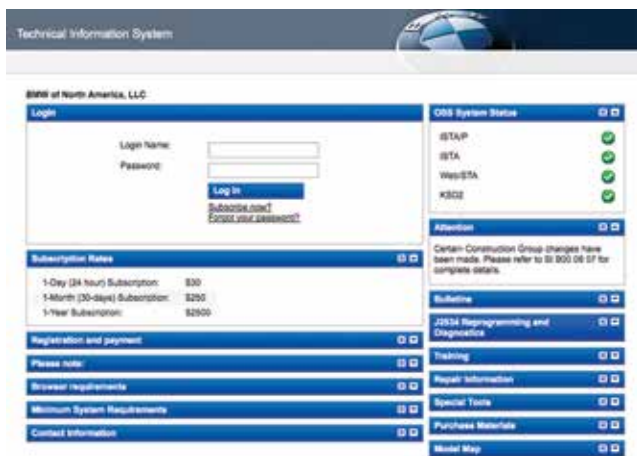 Technical Information System
BMW of North America, LLC
Login
Login Name:
Password:
Log in
Subscribe now?
Forgot your password?
Subscription Rates
1-Day (24 hour) Subscription: $30
1-Month (30-days) Subscription: $250
1-Year Subscription: $2500
Registration and payment
Please note:
Browser requirements
Minimum System Requirements
Contact Information
OSS System Status
ISTA/P
ISTA
WebISTA
KSD2
Attention
Certain Construction Group changes have
been made. Please refer to SI B00 08 07 for
complete details.
Bulletins
J2534 Reprogramming and
Diagnostics
Training
Repair Information
Special Tools
Purchase Materials
Model Map